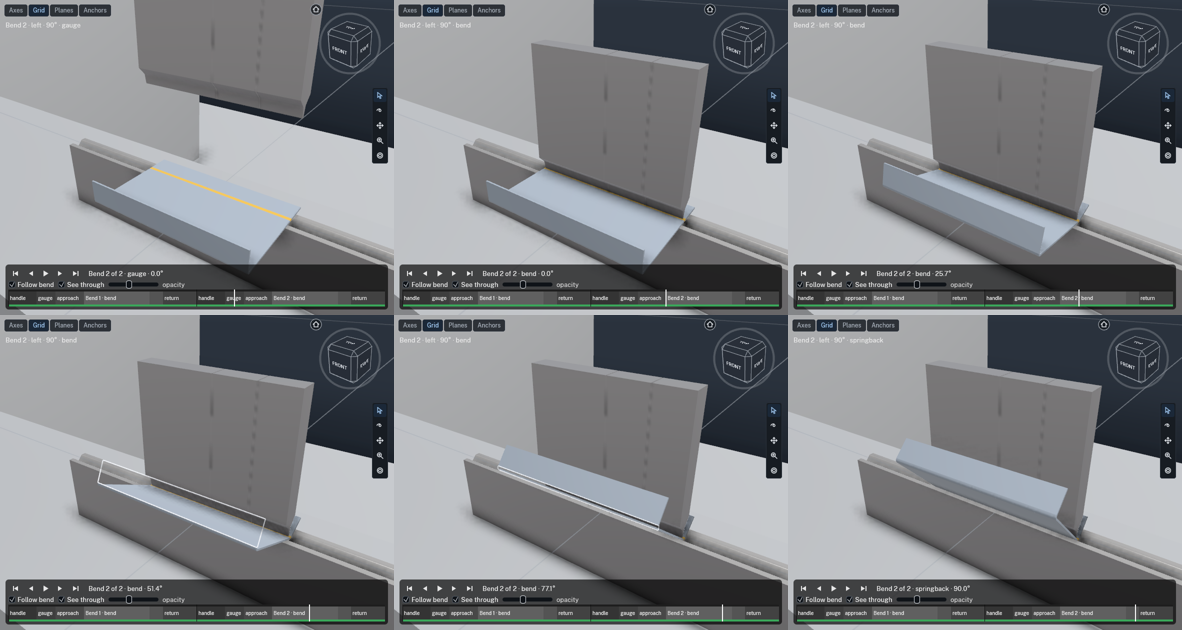 Axes Grid Planes Anchors
Bend 2 · left · 90° · gauge
FRONT
Bend 2 of 2 · gauge · 0.0°
Follow bend See through opacity
handle gauge approach Bend 1 · bend return handle gauge approach Bend 2 · bend return
Axes Grid Planes Anchors
Bend 2 · left · 90° · bend
FRONT
Bend 2 of 2 · bend · 0.0°
Follow bend See through opacity
handle gauge approach Bend 1 · bend return handle gauge approach Bend 2 · bend return
Axes Grid Planes Anchors
Bend 2 · left · 90° · bend
FRONT
Bend 2 of 2 · bend · 25.7°
Follow bend See through opacity
handle gauge approach Bend 1 · bend return handle gauge approach Bend 2 · bend return
Axes Grid Planes Anchors
Bend 2 · left · 90° · bend
FRONT
Bend 2 of 2 · bend · 51.4°
Follow bend See through opacity
handle gauge approach Bend 1 · bend return handle gauge approach Bend 2 · bend return
Axes Grid Planes Anchors
Bend 2 · left · 90° · bend
FRONT
Bend 2 of 2 · bend · 77.1°
Follow bend See through opacity
handle gauge approach Bend 1 · bend return handle gauge approach Bend 2 · bend return
Axes Grid Planes Anchors
Bend 2 · left · 90° · springback
FRONT
Bend 2 of 2 · springback · 90.0°
Follow bend See through opacity
handle gauge approach Bend 1 · bend return handle gauge approach Bend 2 · bend return